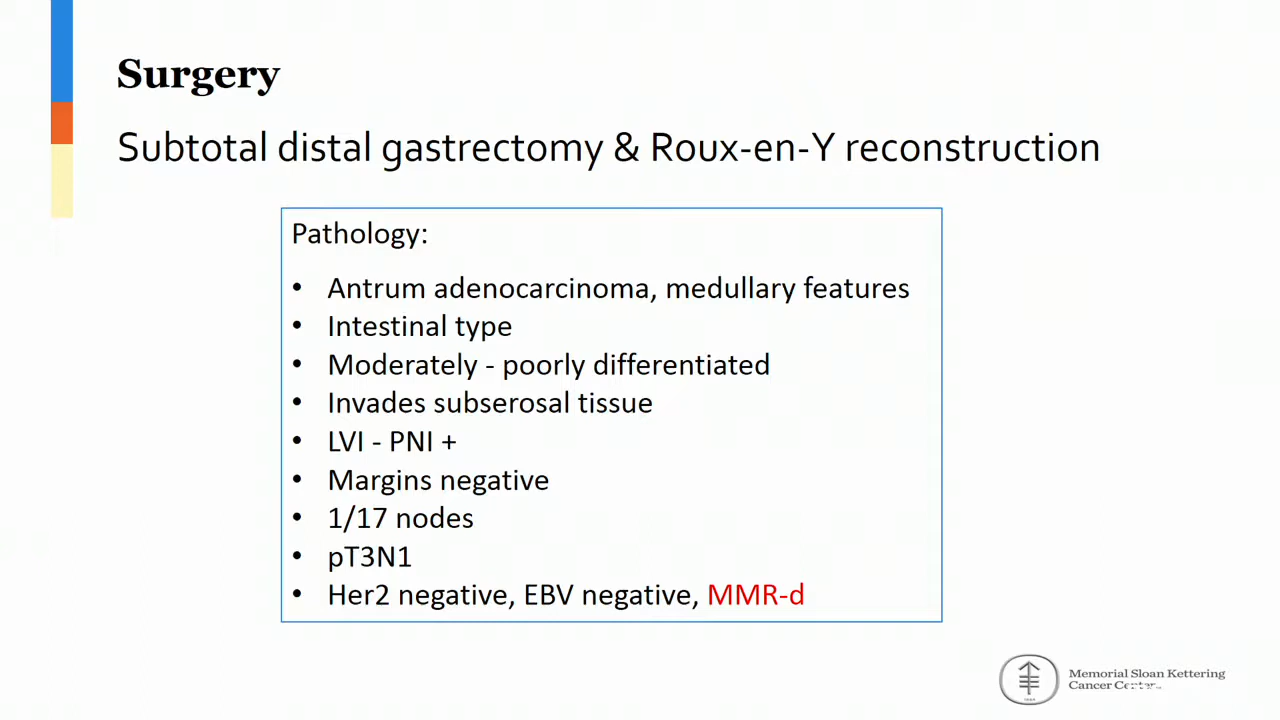 Surgery
Subtotal distal gastrectomy & Roux-en-Y reconstruction
Pathology:
• Antrum adenocarcinoma, medullary features
• Intestinal type
• Moderately - poorly differentiated
• Invades subserosal tissue
• LVI - PNI +
• Margins negative
• 1/17 nodes
• pT3N1
• Her2 negative, EBV negative, MMR-d
Memorial Sloan Kettering
Cancer Center